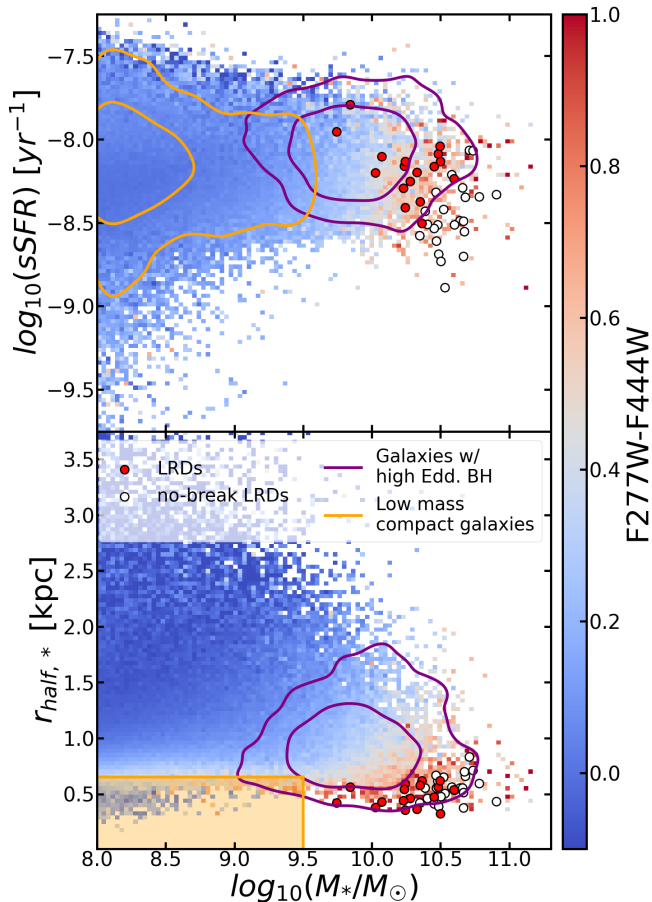 −7.5
−8.0
−8.5
−9.0
−9.5
log₁₀(sSFR) [yr⁻¹]
LRDs
no-break LRDs
Galaxies w/
high Edd. BH
Low mass
compact galaxies
3.5
3.0
2.5
2.0
1.5
1.0
0.5
r_half,* [kpc]
8.0 8.5 9.0 9.5 10.0 10.5 11.0
log₁₀(M*/M⊙)
1.0
0.8
0.6
0.4
0.2
0.0
F277W-F444W